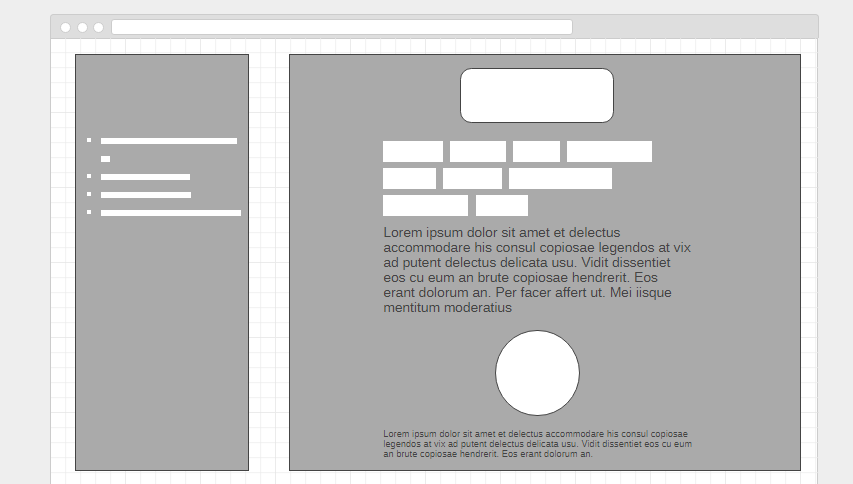 Lorem ipsum dolor sit amet et delectus
accommodare his consul copiosae legendos at vix
ad putent delectus delicata usu. Vidit dissentiet
eos cu eum an brute copiosae hendrerit. Eos
erant dolorum an. Per facer affert ut. Mei iisque
mentitum moderatius
Lorem ipsum dolor sit amet et delectus accommodare his consul copiosae
legendos at vix ad putent delectus delicata usu. Vidit dissentiet eos cu eum
an brute copiosae hendrerit. Eos erant dolorum an.